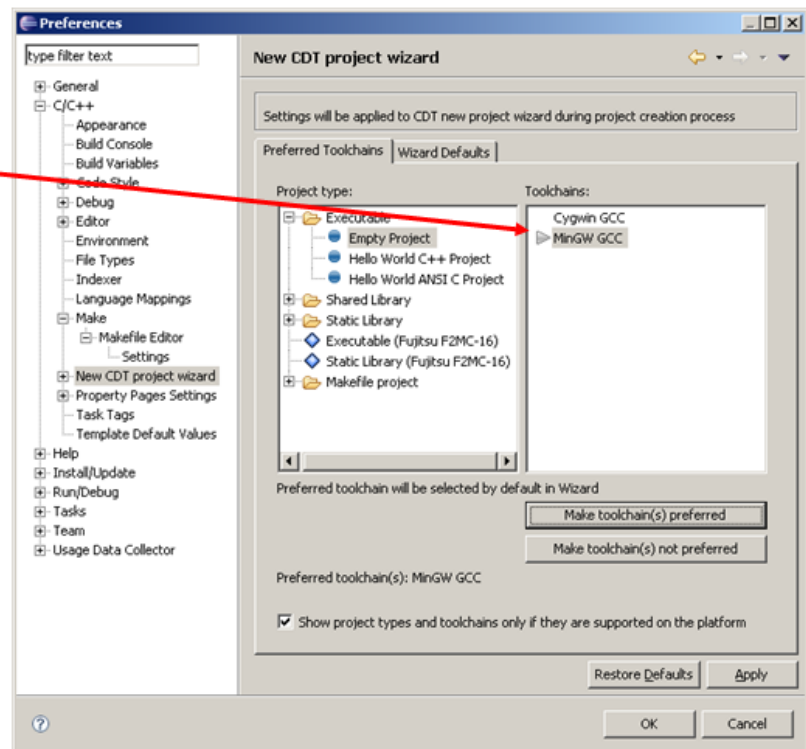 Preferences
type filter text
New CDT project wizard
General
C/C++
Appearance
Build Console
Build Variables
Code Style
Debug
Editor
Environment
File Types
Indexer
Language Mappings
Make
Makefile Editor
Settings
New CDT project wizard
Property Pages Settings
Task Tags
Template Default Values
Help
Install/Update
Run/Debug
Tasks
Team
Usage Data Collector
Settings will be applied to CDT new project wizard during project creation process
Preferred Toolchains
Wizard Defaults
Project type:
Executable
Empty Project
Hello World C++ Project
Hello World ANSI C Project
Shared Library
Static Library
Executable (Fujitsu F2MC-16)
Static Library (Fujitsu F2MC-16)
Makefile project
Toolchains:
Cygwin GCC
MinGW GCC
Preferred toolchain will be selected by default in Wizard
Make toolchain(s) preferred
Make toolchain(s) not preferred
Preferred toolchain(s): MinGW GCC
Show project types and toolchains only if they are supported on the platform
Restore Defaults
Apply
OK
Cancel